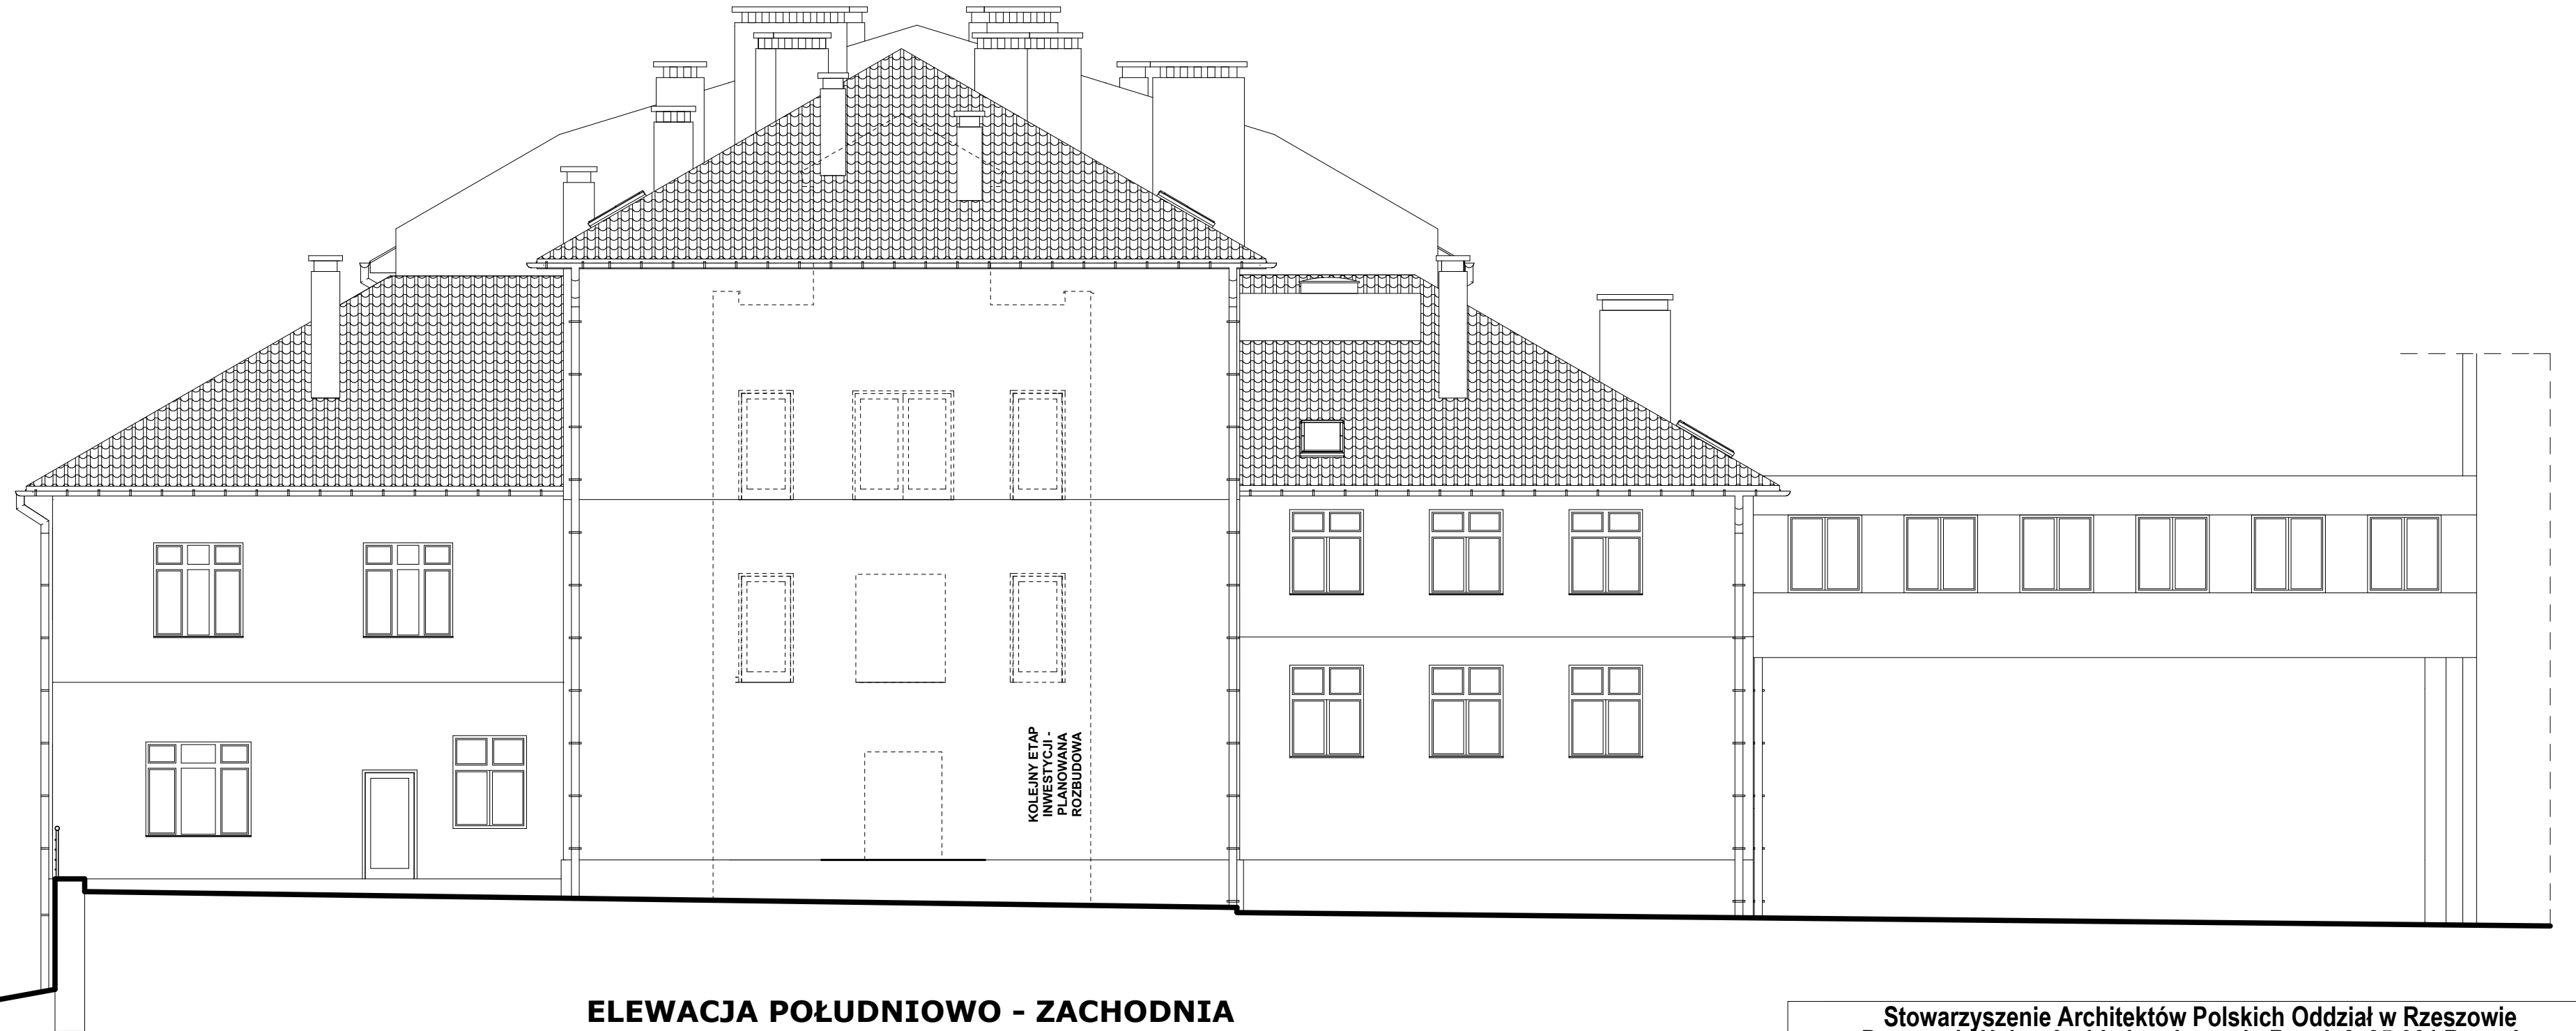 KOLEJNY ETAP
INWESTYCJI -
PLANOWANA
ROZBUDOWA
ELEWACJA POŁUDNIOWO - ZACHODNIA
Stowarzyszenie Architektów Polskich Oddział w Rzeszowie